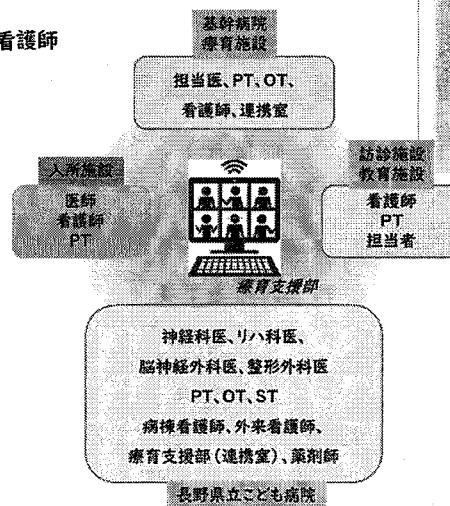 看護師
基幹病院
療育施設
担当医、PT、OT、
看護師、連携室
入所施設
医師
看護師
PT
訪診施設
教育施設
看護師
PT
担当者
療育支援部
神経科医、リハ科医、
脳神経外科医、整形外科医
PT、OT、ST
病棟看護師、外来看護師、
療育支援部(連携室)、薬剤師
長野県立こども病院